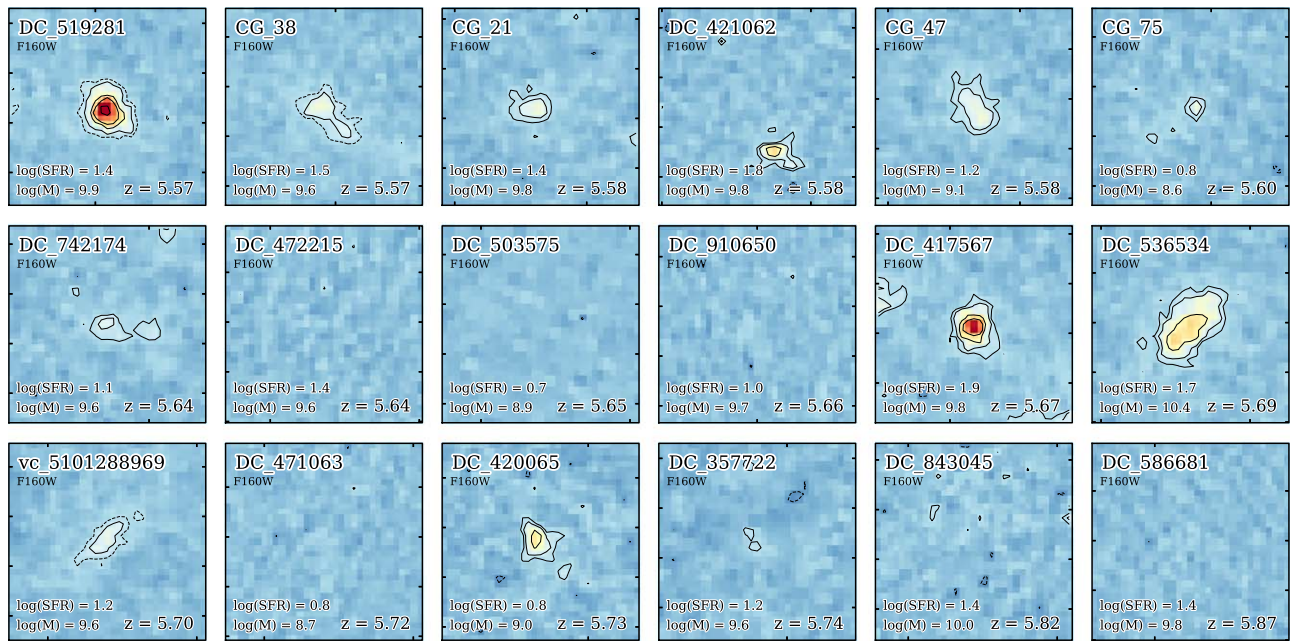 DC_519281
F160W
log(SFR) = 1.4
log(M) = 9.9 z = 5.57
CG_38
F160W
log(SFR) = 1.5
log(M) = 9.6 z = 5.57
CG_21
F160W
log(SFR) = 1.4
log(M) = 9.8 z = 5.58
DC_421062
F160W
log(SFR) = 1.8
log(M) = 9.8 z = 5.58
CG_47
F160W
log(SFR) = 1.2
log(M) = 9.1 z = 5.58
CG_75
F160W
log(SFR) = 0.8
log(M) = 8.6 z = 5.60
DC_742174
F160W
log(SFR) = 1.1
log(M) = 9.6 z = 5.64
DC_472215
F160W
log(SFR) = 1.4
log(M) = 9.6 z = 5.64
DC_503575
F160W
log(SFR) = 0.7
log(M) = 8.9 z = 5.65
DC_910650
F160W
log(SFR) = 1.0
log(M) = 9.7 z = 5.66
DC_417567
F160W
log(SFR) = 1.9
log(M) = 9.8 z = 5.67
DC_536534
F160W
log(SFR) = 1.7
log(M) = 10.4 z = 5.69
vc_5101288969
F160W
log(SFR) = 1.2
log(M) = 9.6 z = 5.70
DC_471063
F160W
log(SFR) = 0.8
log(M) = 8.7 z = 5.72
DC_420065
F160W
log(SFR) = 0.8
log(M) = 9.0 z = 5.73
DC_357722
F160W
log(SFR) = 1.2
log(M) = 9.6 z = 5.74
DC_843045
F160W
log(SFR) = 1.4
log(M) = 10.0 z = 5.82
DC_586681
F160W
log(SFR) = 1.4
log(M) = 9.8 z = 5.87